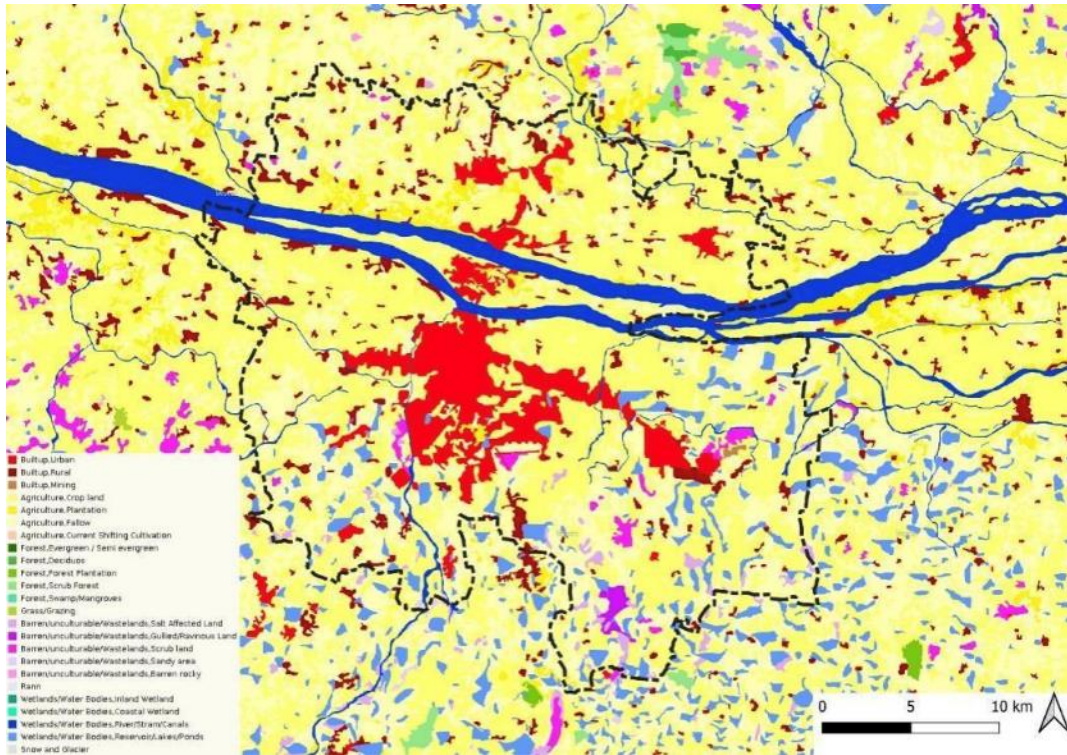 Builtup,Urban
Builtup,Rural
Builtup,Mining
Agriculture,Crop land
Agriculture,Plantation
Agriculture,Fallow
Agriculture,Current Shifting Cultivation
Forest,Evergreen / Semi evergreen
Forest,Deciduos
Forest,Forest Plantation
Forest,Scrub Forest
Forest,Swamp/Mangroves
Grass/Grazing
Barren/unculturable/Wastelands,Salt Affected Land
Barren/unculturable/Wastelands,Gullied/Ravinous Land
Barren/unculturable/Wastelands,Scrub land
Barren/unculturable/Wastelands,Sandy area
Barren/unculturable/Wastelands,Barren rocky
Rann
Wetlands/Water Bodies,Inland Wetland
Wetlands/Water Bodies,Coastal Wetland
Wetlands/Water Bodies,River/Stram/Canals
Wetlands/Water Bodies,Reservoir/Lakes/Ponds
Snow and Glacier
0 5 10 km